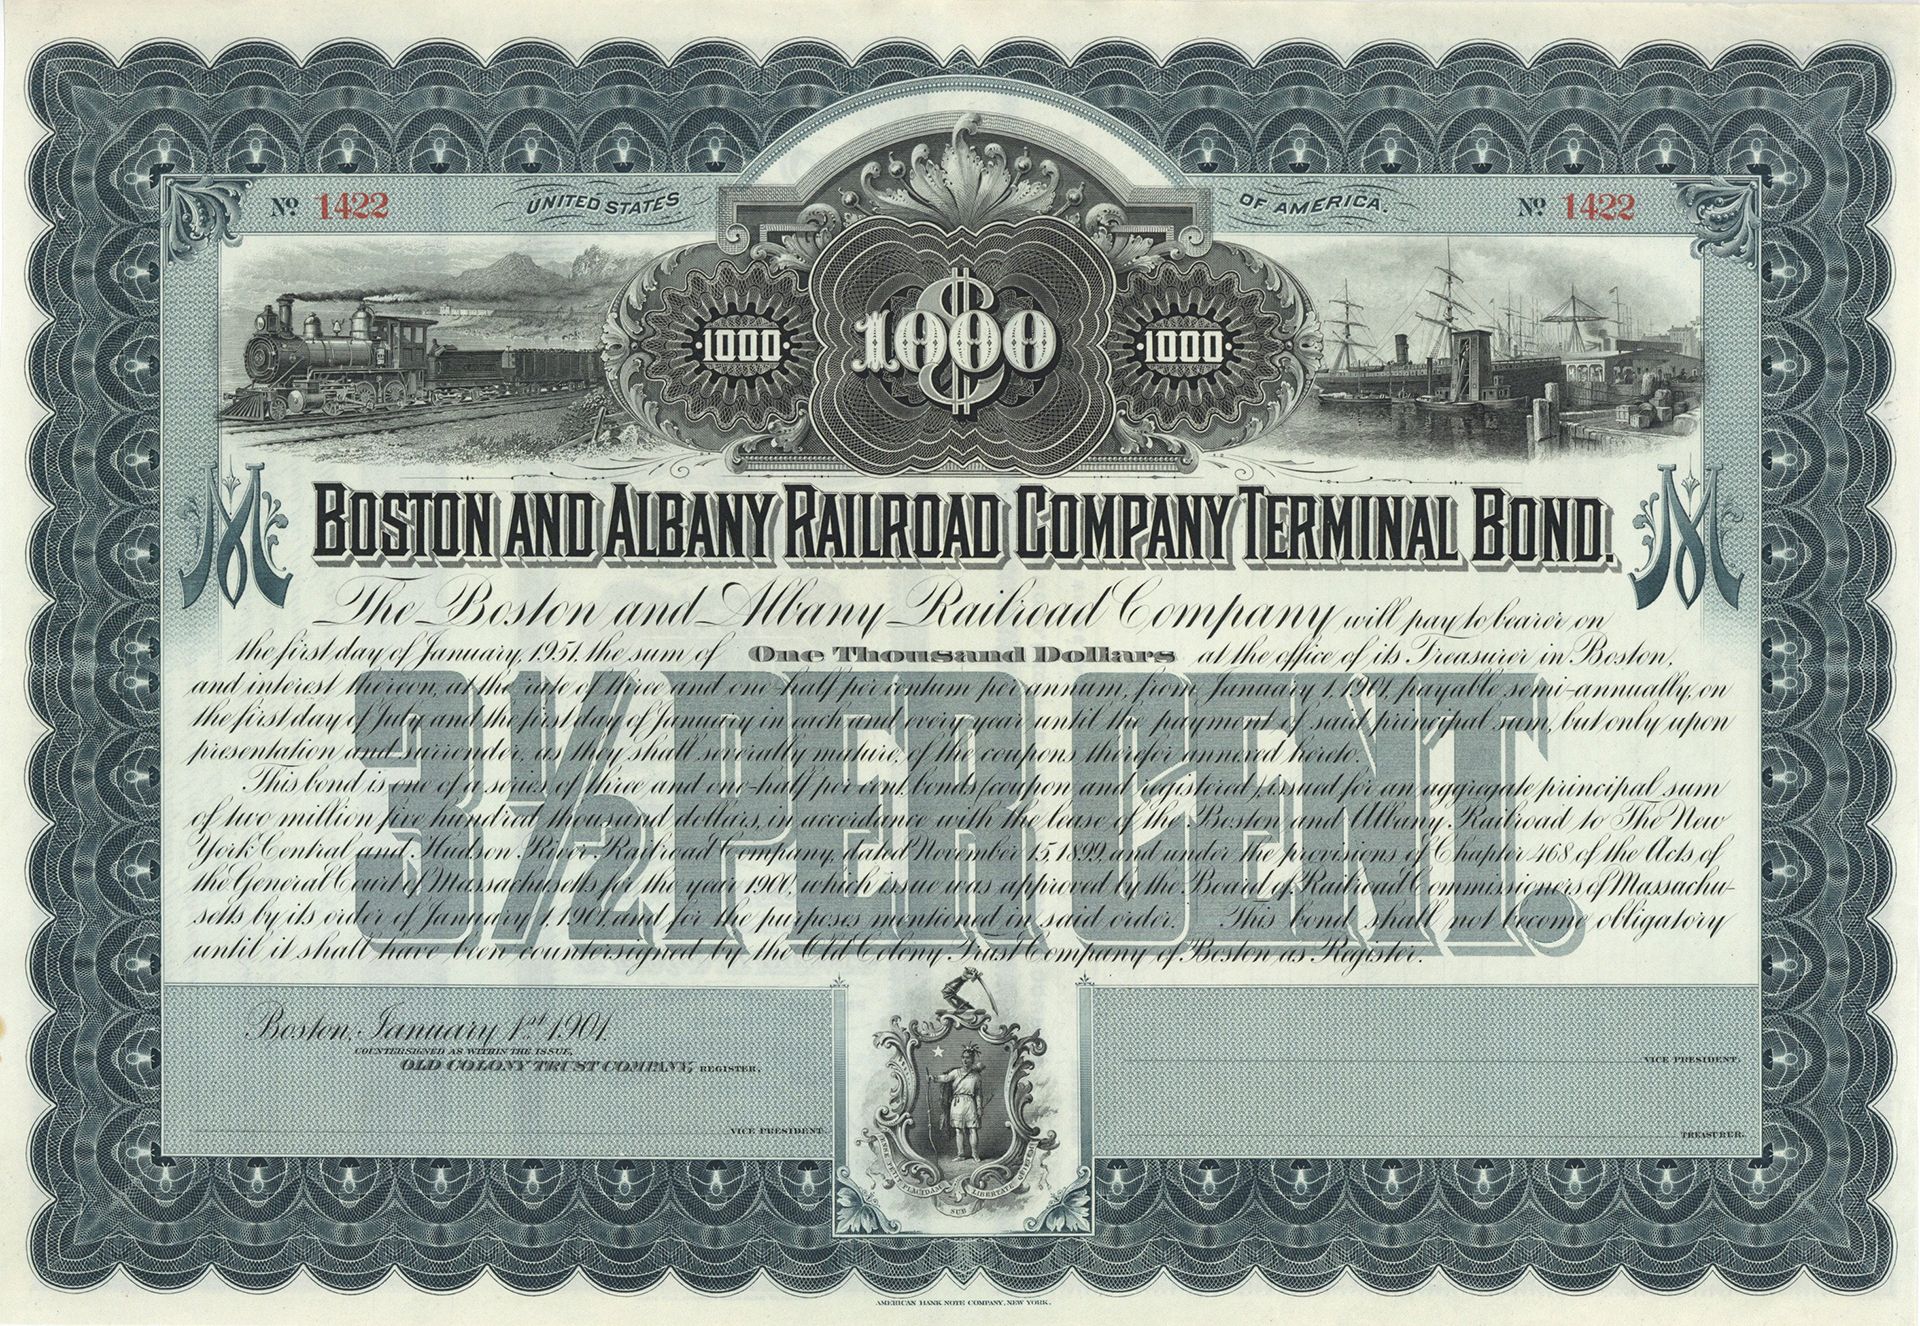 Nº 1422 UNITED STATES OF AMERICA. Nº 1422
1000 $1000 1000
M BOSTON AND ALBANY RAILROAD COMPANY TERMINAL BOND. M
The Boston and Albany Railroad Company will pay to bearer on
the first day of January, 1951, the sum of One Thousand Dollars at the office of its Treasurer in Boston,
and interest thereon, at the rate of three and one-half per centum per annum, from January 1, 1901, payable semi-annually, on
the first day of July and the first day of January in each and every year until the payment of said principal sum, but only upon
presentation and surrender, as they shall severally mature, of the coupons therefor annexed hereto.
3½ PER CENT.
This bond is one of a series of three and one-half per cent. bonds (coupon and registered), issued for an aggregate principal sum
of two million five hundred thousand dollars, in accordance with the lease of the Boston and Albany Railroad to The New
York Central and Hudson River Railroad Company, dated November 15, 1899, and under the provisions of Chapter 468 of the Acts of
the General Court of Massachusetts for the year 1900, which issue was approved by the Board of Railroad Commissioners of Massachu-
setts by its order of January 1, 1901, and for the purposes mentioned in said order. This bond shall not become obligatory
until it shall have been countersigned by the Old Colony Trust Company of Boston as Register.
Boston, January 1st 1901.
COUNTERSIGNED AS WITHIN THE ISSUE,
OLD COLONY TRUST COMPANY, REGISTER.
VICE PRESIDENT.
VICE PRESIDENT.
TREASURER.
ENSE PETIT PLACIDAM SUB LIBERTATE QUIETEM
AMERICAN BANK NOTE COMPANY, NEW YORK.